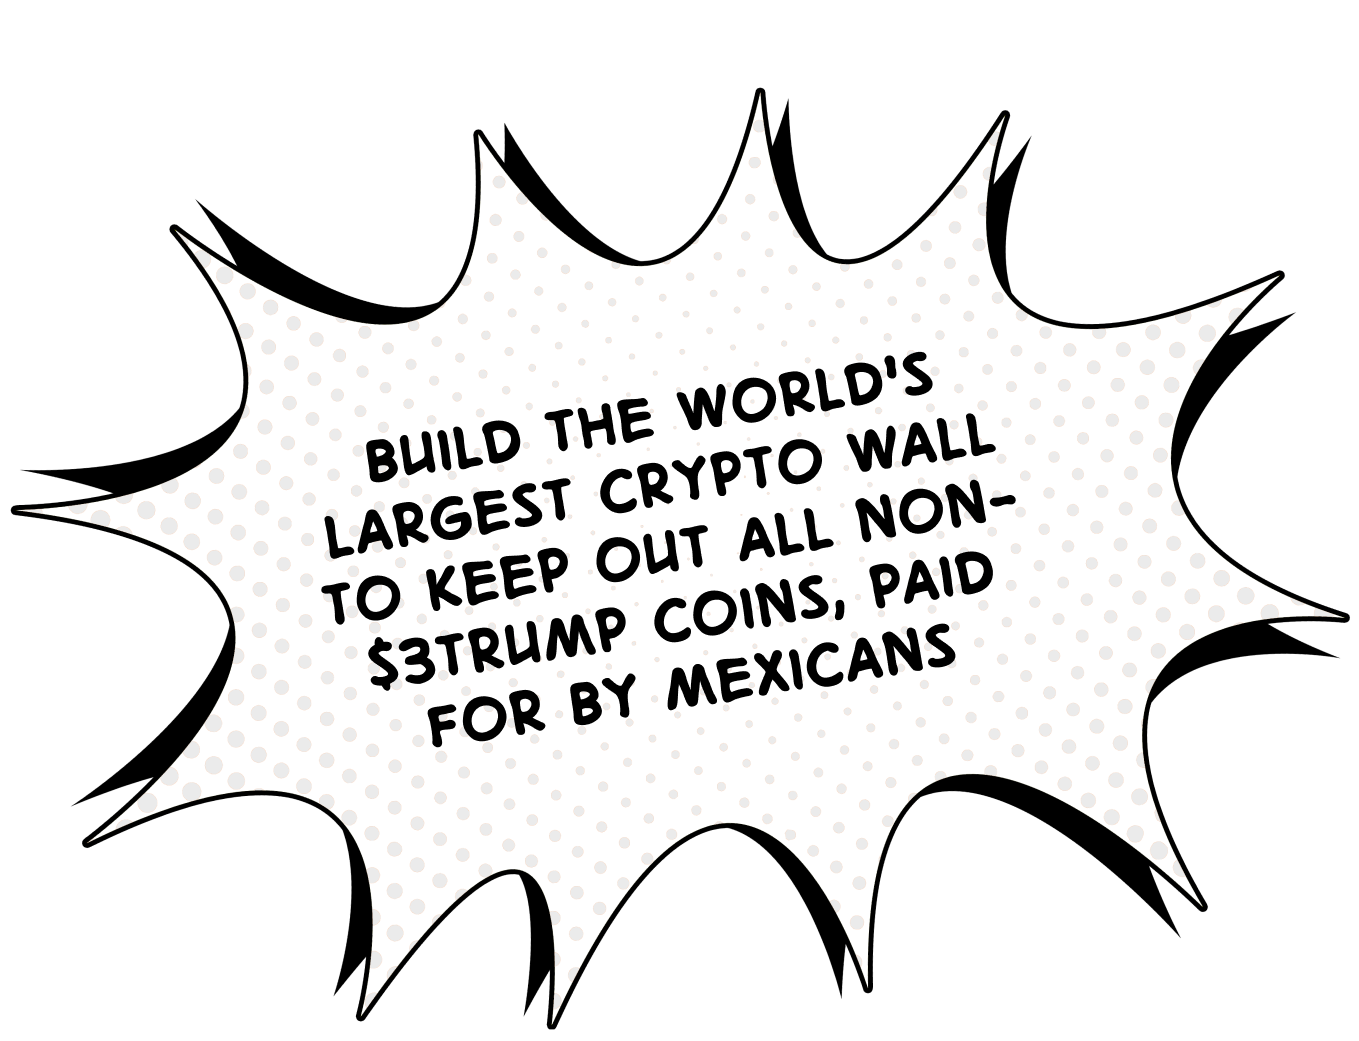 BUILD THE WORLD'S
LARGEST CRYPTO WALL
TO KEEP OUT ALL NON-
$3TRUMP COINS, PAID
FOR BY MEXICANS